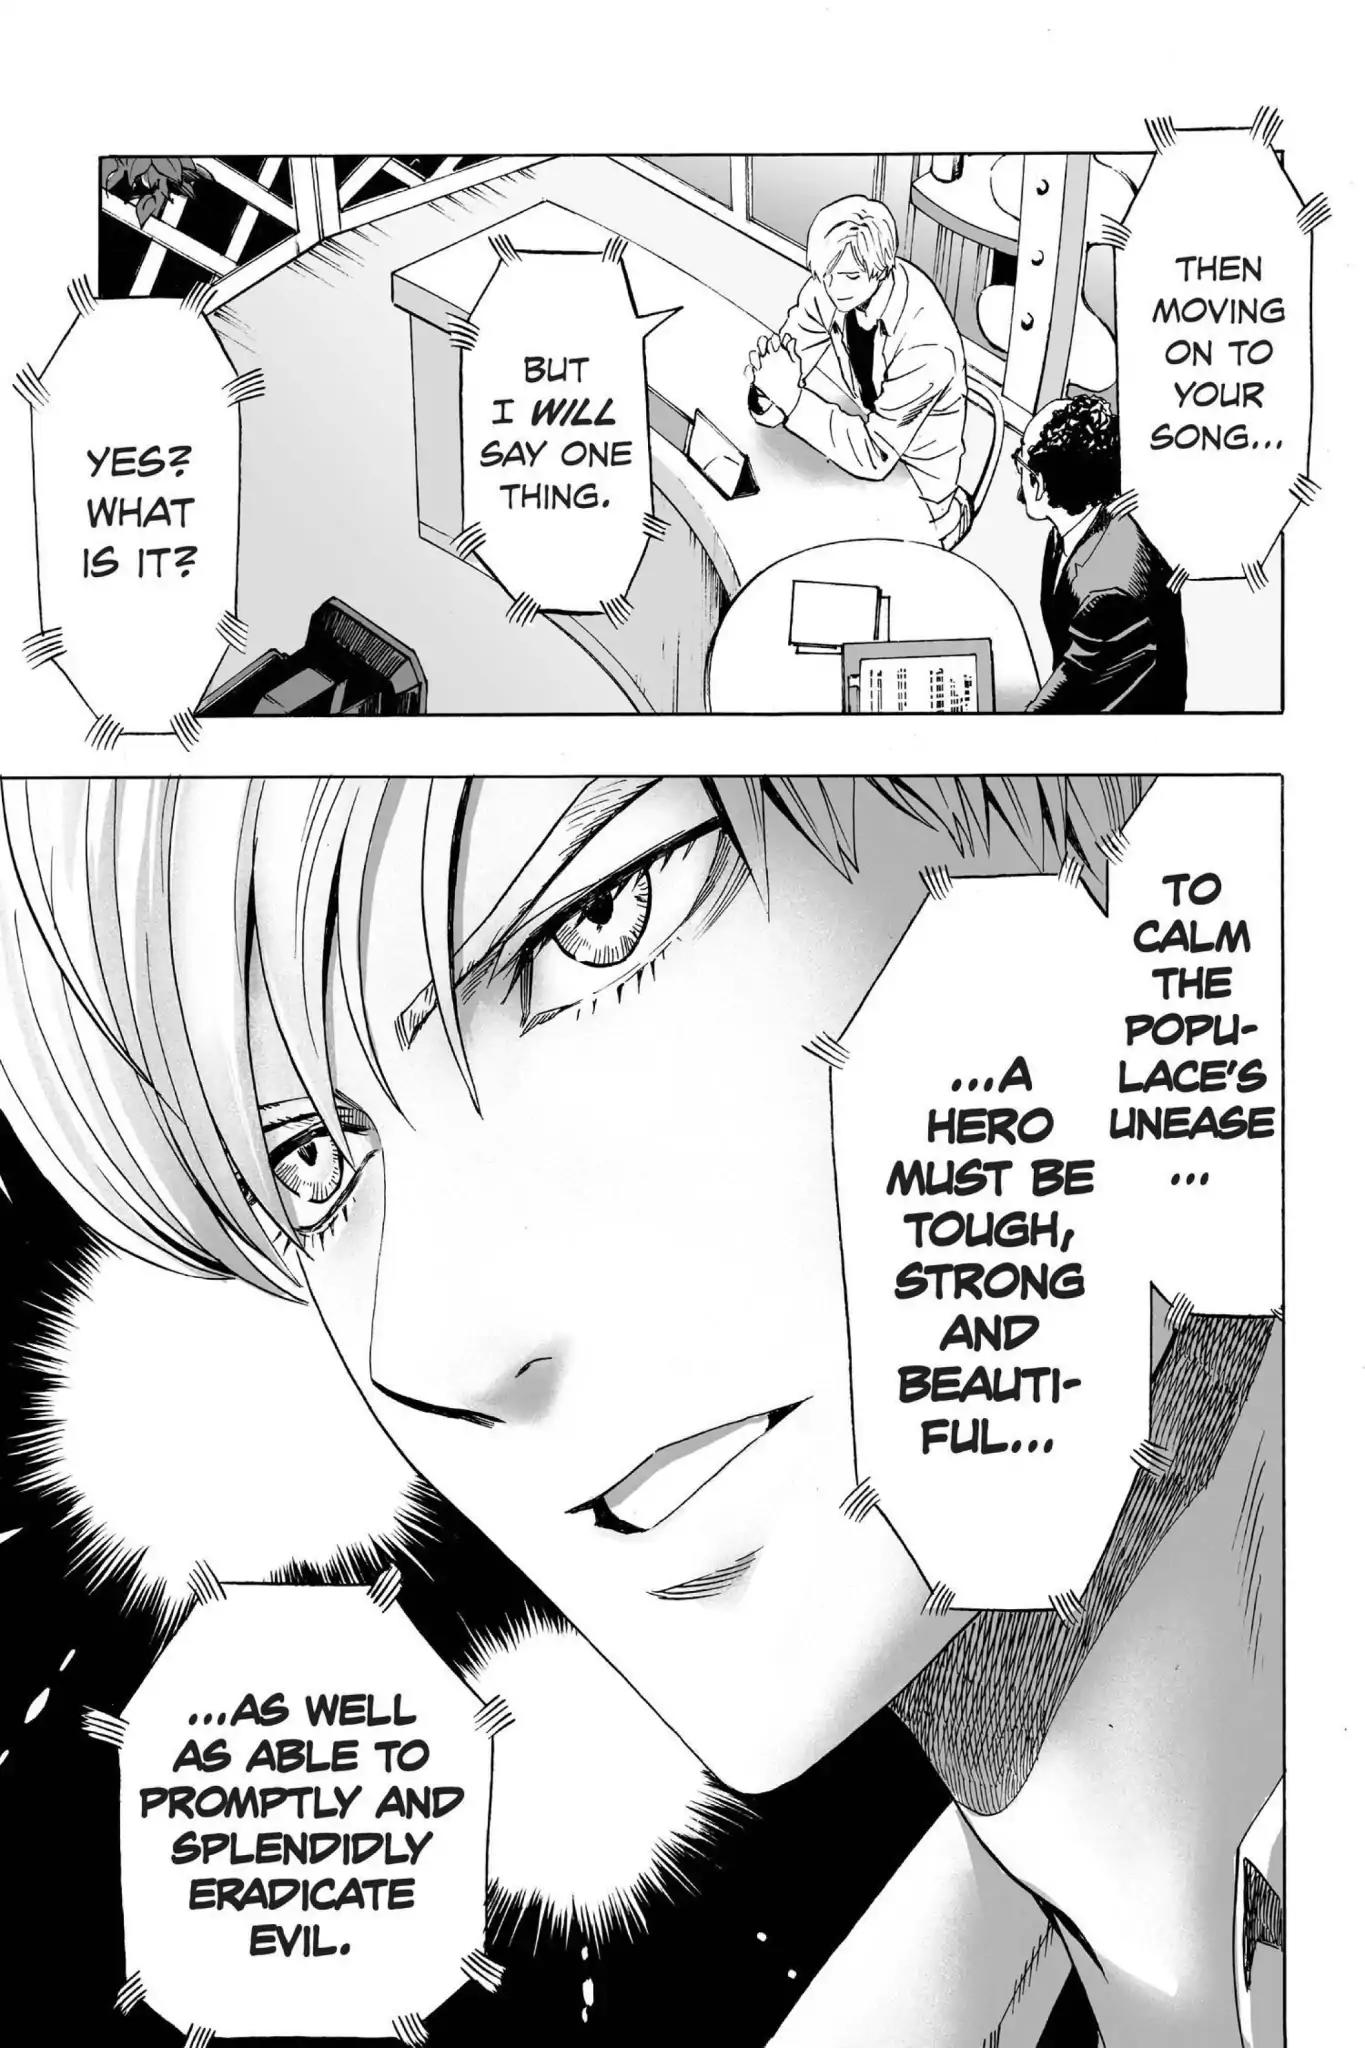 THEN
MOVING
ON TO
YOUR
SONG...
BUT
I WILL
SAY ONE
THING.
YES?
WHAT
IS IT?
TO
CALM
THE
POPU-
LACE'S
UNEASE
...
...A
HERO
MUST BE
TOUGH,
STRONG
AND
BEAUTI-
FUL...
...AS WELL
AS ABLE TO
PROMPTLY AND
SPLENDIDLY
ERADICATE
EVIL.